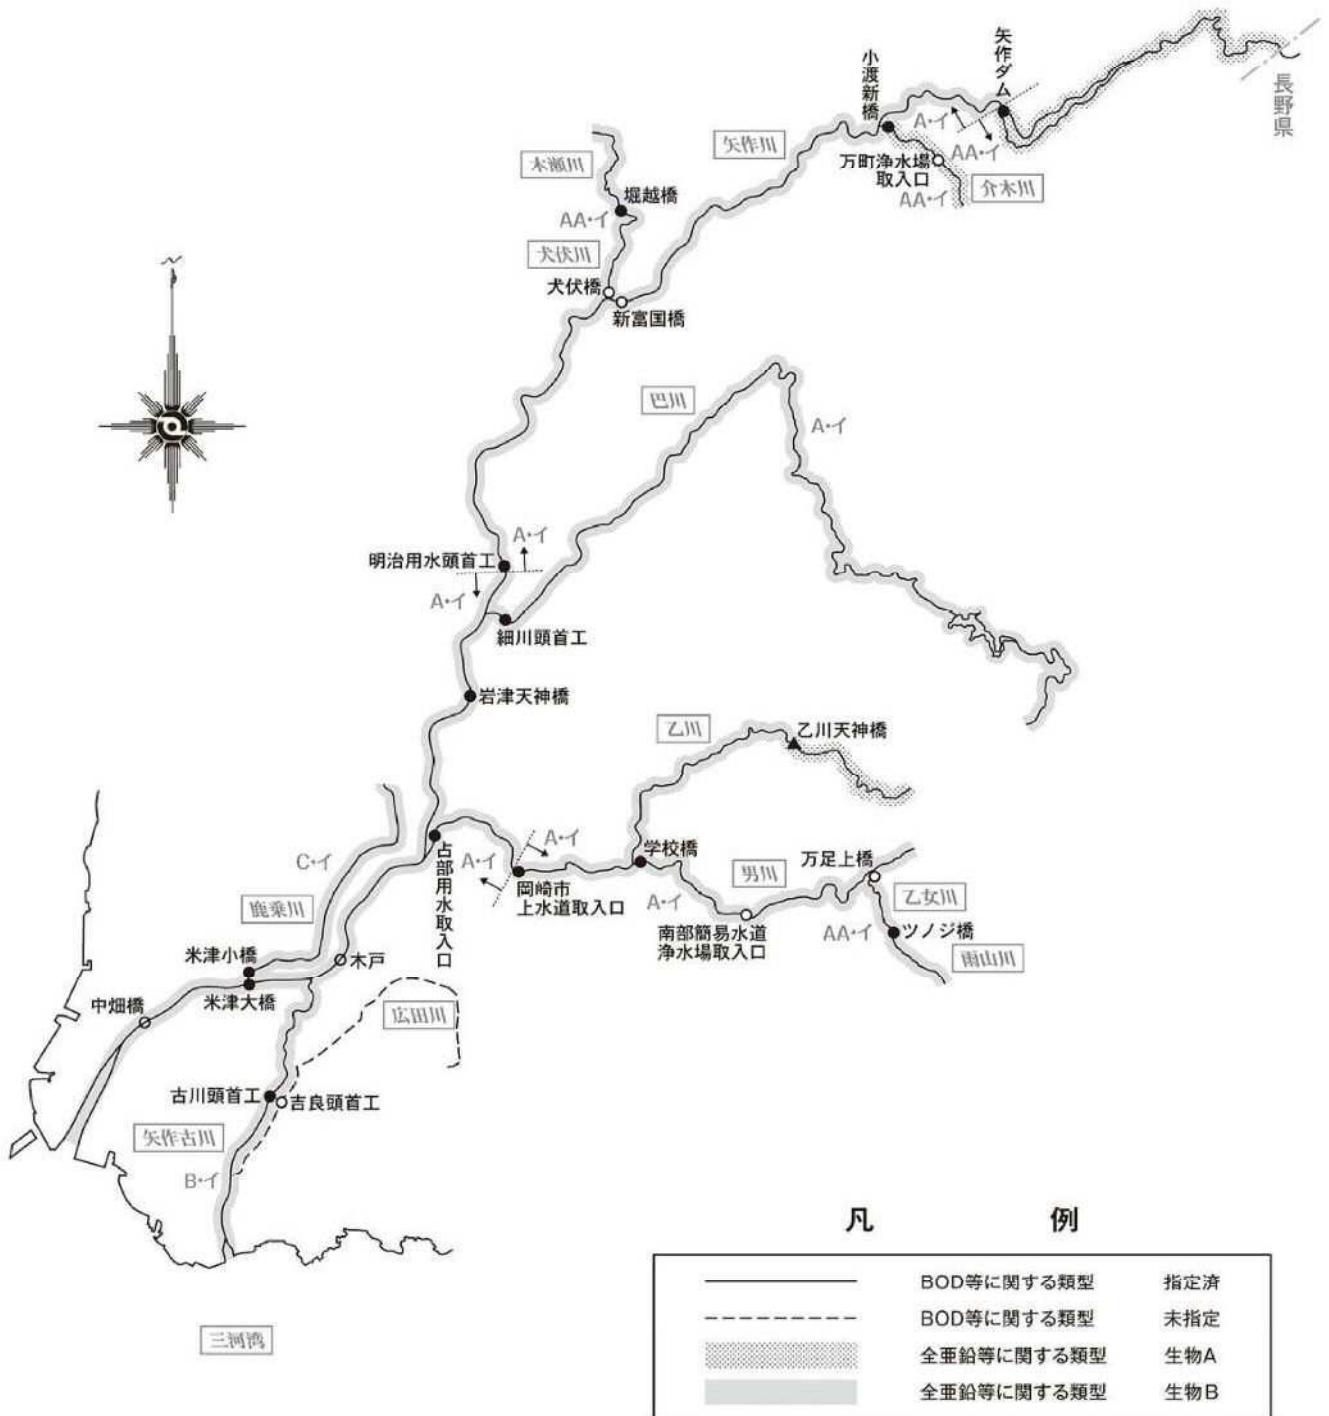 矢作ダム
小渡新橋
長野県
A・イ
AA・イ
矢作川
万町浄水場
取入口
AA・イ
介木川
木瀬川
堀越橋
AA・イ
犬伏川
犬伏橋
新富国橋
巴川
A・イ
A・イ
明治用水頭首工
A・イ
細川頭首工
岩津天神橋
乙川
乙川天神橋
C・イ
占部用水取入口
A・イ
A・イ
岡崎市
上水道取入口
学校橋
A・イ
男川
万足上橋
乙女川
鹿乗川
南部簡易水道
浄水場取入口
AA・イ
ツノジ橋
雨山川
米津小橋
木戸
米津大橋
中畑橋
広田川
古川頭首工
吉良頭首工
矢作古川
B・イ
三河湾
凡 例
BOD等に関する類型 指定済
BOD等に関する類型 未指定
全亜鉛等に関する類型 生物A
全亜鉛等に関する類型 生物B